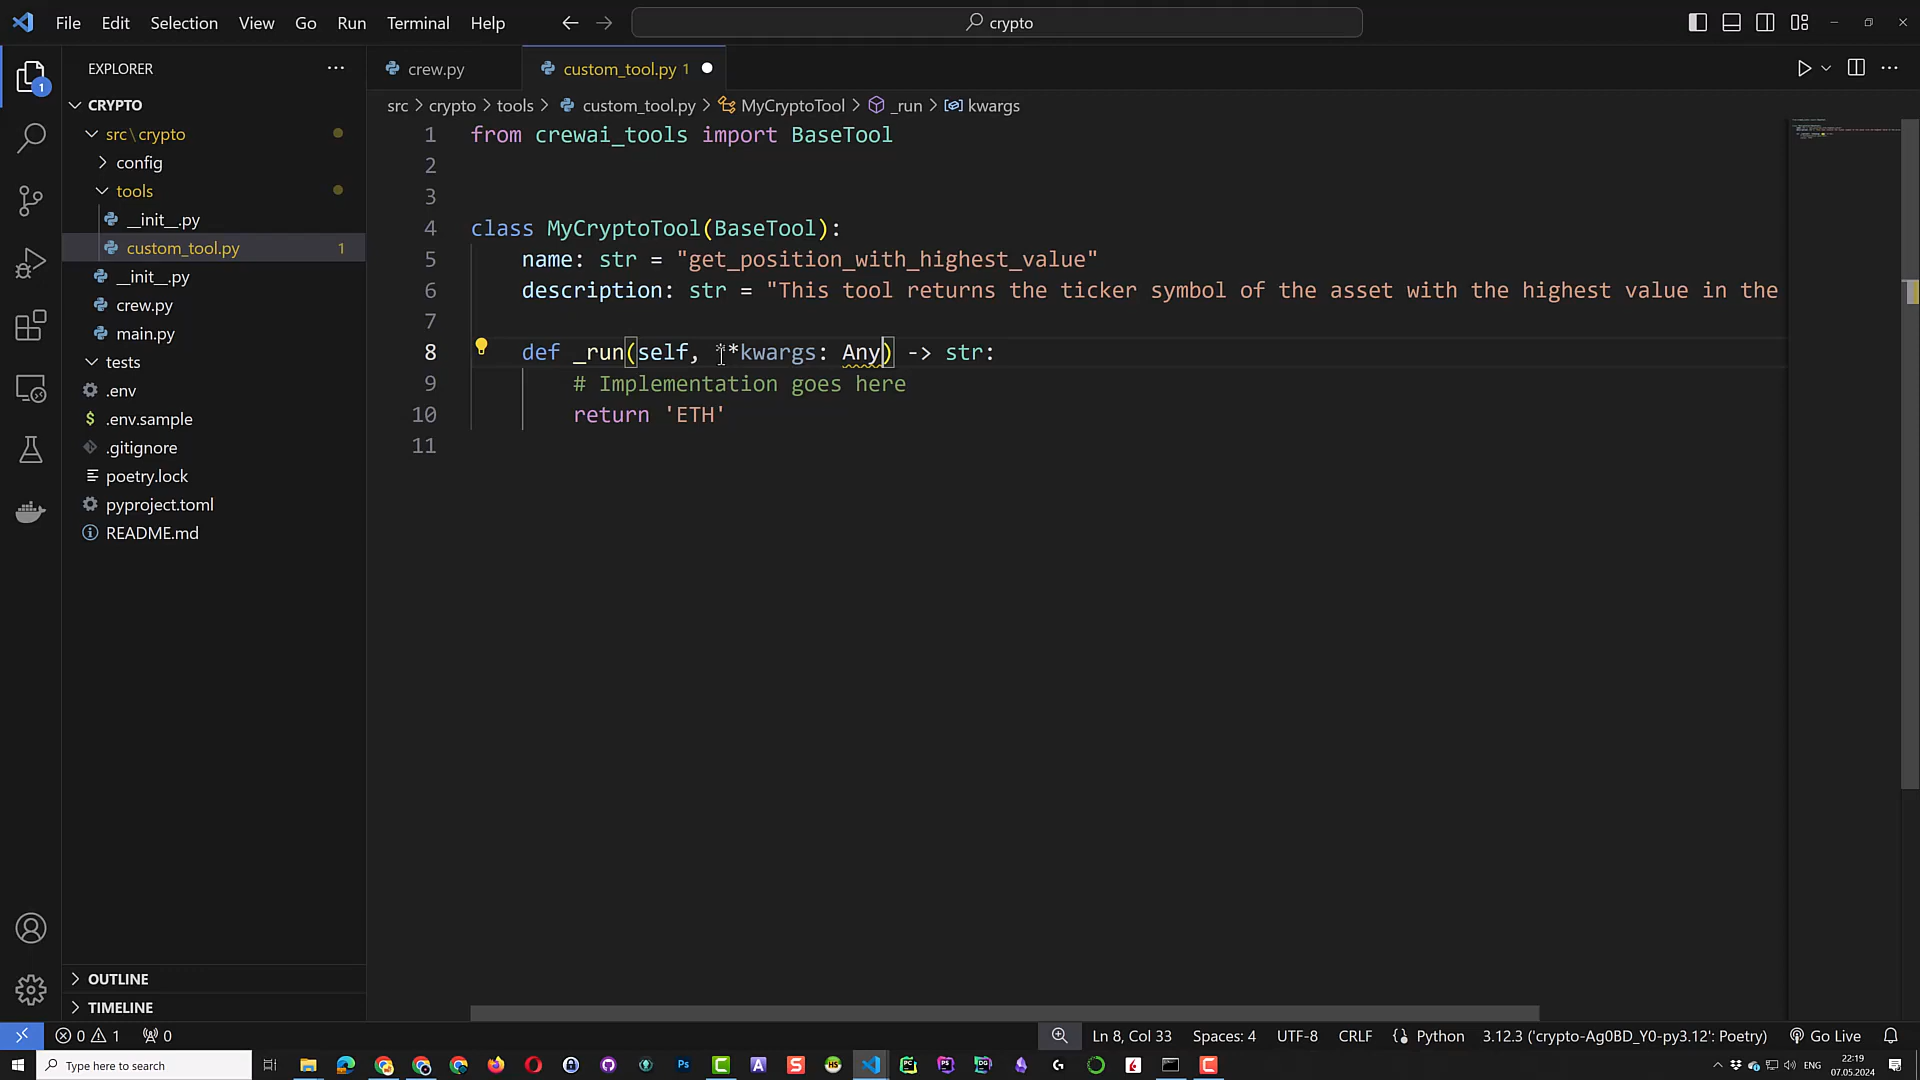 File Edit Selection View Go Run Terminal Help
crypto
EXPLORER
CRYPTO
src\crypto
config
tools
__init__.py
custom_tool.py 1
__init__.py
crew.py
main.py
tests
.env
.env.sample
.gitignore
poetry.lock
pyproject.toml
README.md
OUTLINE
TIMELINE
1
crew.py
custom_tool.py 1
src > crypto > tools > custom_tool.py > MyCryptoTool > _run > kwargs
1 from crewai_tools import BaseTool
2
3
4 class MyCryptoTool(BaseTool):
5 name: str = "get_position_with_highest_value"
6 description: str = "This tool returns the ticker symbol of the asset with the highest value in the
7
8 def _run(self, **kwargs: Any) -> str:
9 # Implementation goes here
10 return 'ETH'
11
0 1 0
Ln 8, Col 33 Spaces: 4 UTF-8 CRLF Python 3.12.3 ('crypto-Ag0BD_Y0-py3.12': Poetry) Go Live
Type here to search
ENG
22:19
07.05.2024